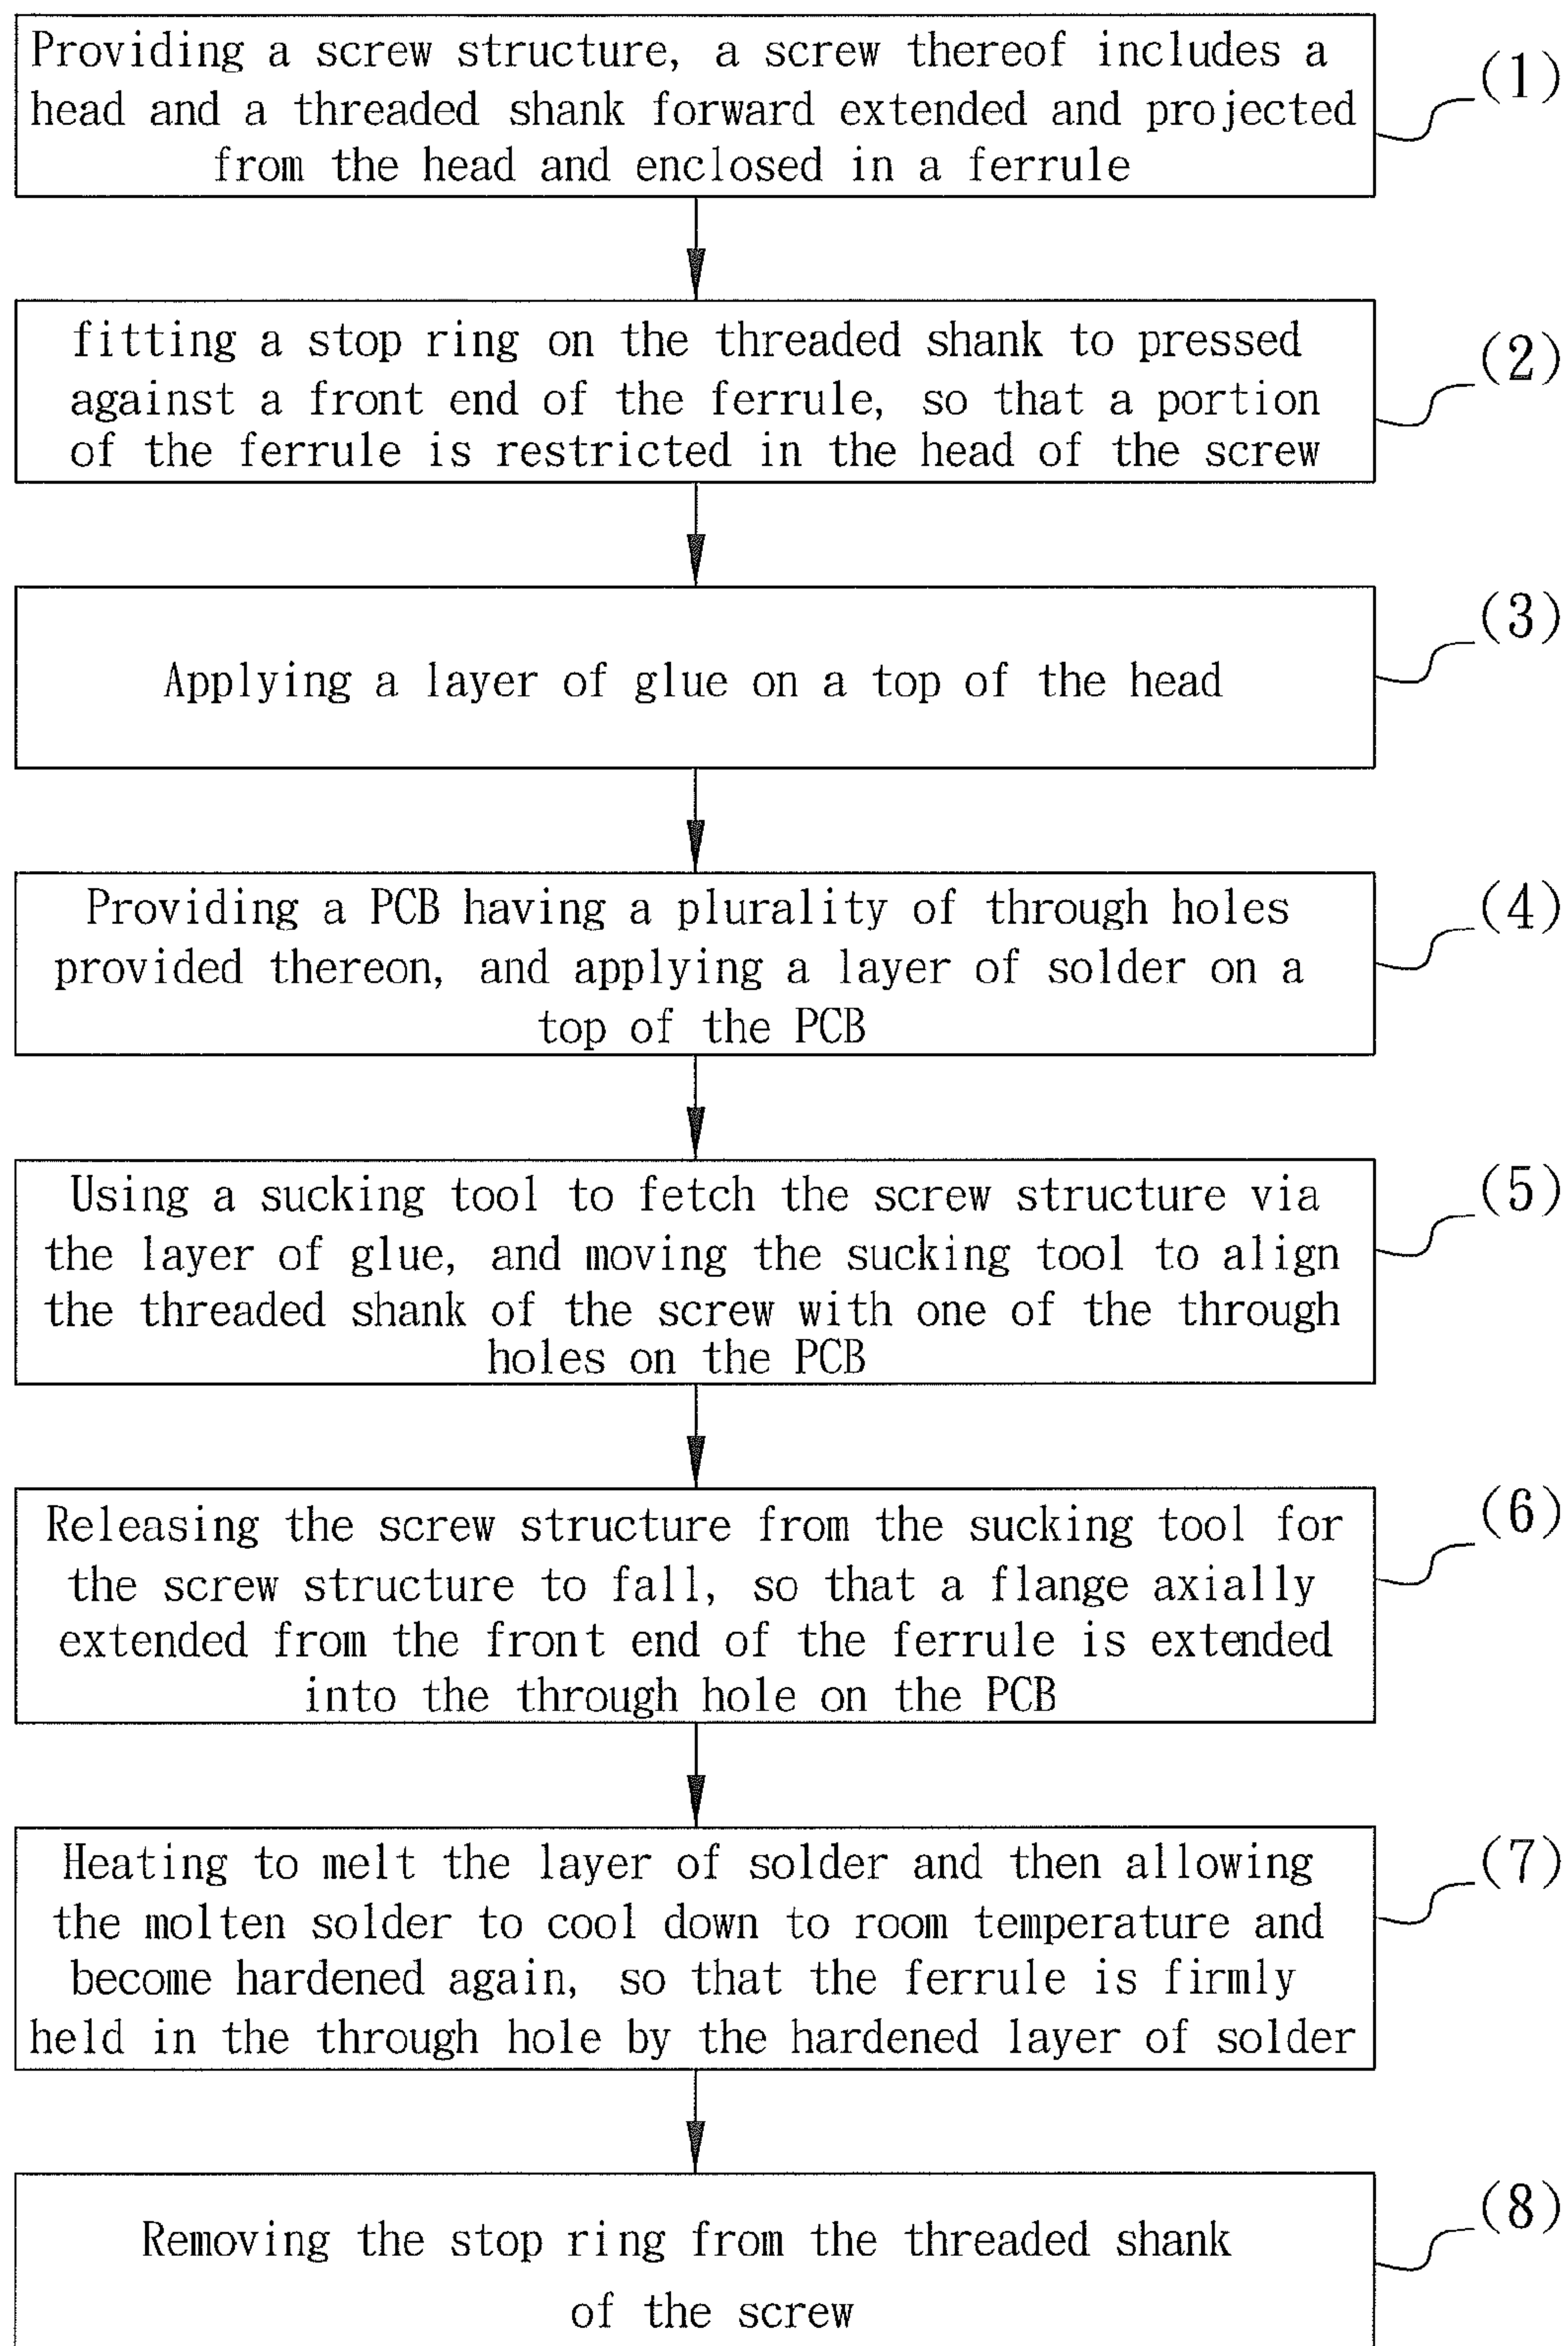 Providing a screw structure, a screw thereof includes a
head and a threaded shank forward extended and projected
from the head and enclosed in a ferrule
(1)
fitting a stop ring on the threaded shank to pressed
against a front end of the ferrule, so that a portion
of the ferrule is restricted in the head of the screw
(2)
Applying a layer of glue on a top of the head
(3)
Providing a PCB having a plurality of through holes
provided thereon, and applying a layer of solder on a
top of the PCB
(4)
Using a sucking tool to fetch the screw structure via
the layer of glue, and moving the sucking tool to align
the threaded shank of the screw with one of the through
holes on the PCB
(5)
Releasing the screw structure from the sucking tool for
the screw structure to fall, so that a flange axially
extended from the front end of the ferrule is extended
into the through hole on the PCB
(6)
Heating to melt the layer of solder and then allowing
the molten solder to cool down to room temperature and
become hardened again, so that the ferrule is firmly
held in the through hole by the hardened layer of solder
(7)
Removing the stop ring from the threaded shank
of the screw
(8)